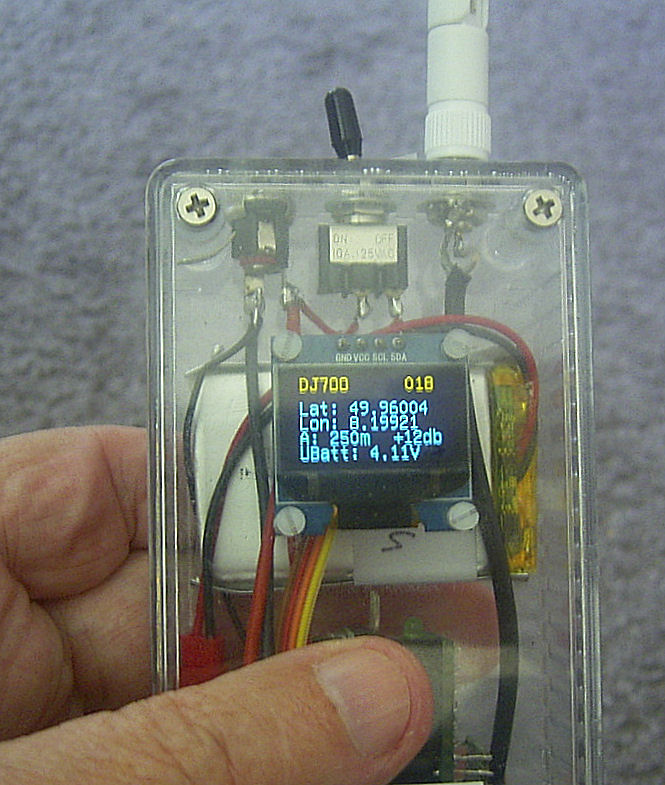 ON OFF
10A.125VAC
GND VCC SCL SDA
DJ700 018
Lat: 49.96004
Lon: 8.19921
A: 250m +12db
UBatt: 4.11V